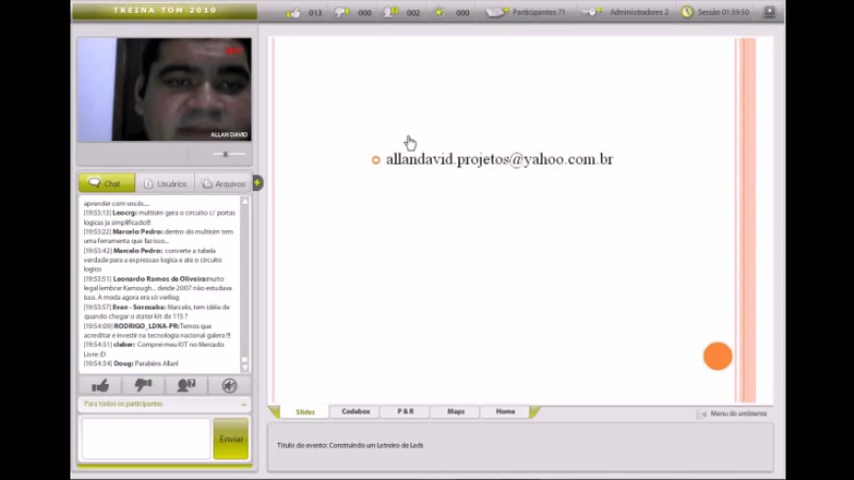 TREINA TOM 2010
013
000
002
000
Participantes 71
Administradores 2
Sessão 01:39:50
ALLAN DAVID
Chat
Usuários
Arquivos
aprender com vocês....
[19:53:13] Leocrg: multisim gera o circuito c/ portas
logicas ja simplificado!!!
[19:53:22] Marcelo Pedro: dentro do multisim tem
uma ferramenta que faz isso...
[19:53:42] Marcelo Pedro: converte a tabela
verdade para a expressao logica e ate o circuito
logico
[19:53:51] Leonardo Ramos de Oliveira: muito
legal lembrar Karnough... desde 2007 não estudava
isso. A moda agora era só verilog
[19:53:57] Evan - Sorocaba: Marcelo, tem idéia de
quando chegar o stater kit de 115 ?
[19:54:09] RODRIGO_LDNA-PR: Temos que
acreditar e investir na tecnologia nacional galera !!!
[19:54:31] cleber: Comprei meu KIT no Mercado
Livre :D
[19:54:34] Doug: Parabéns Allan!
Para todos os participantes
Enviar
allandavid.projetos@yahoo.com.br
Slides
Codebox
P & R
Maps
Home
Menu do ambiente
Título do evento: Construindo um Letreiro de Leds